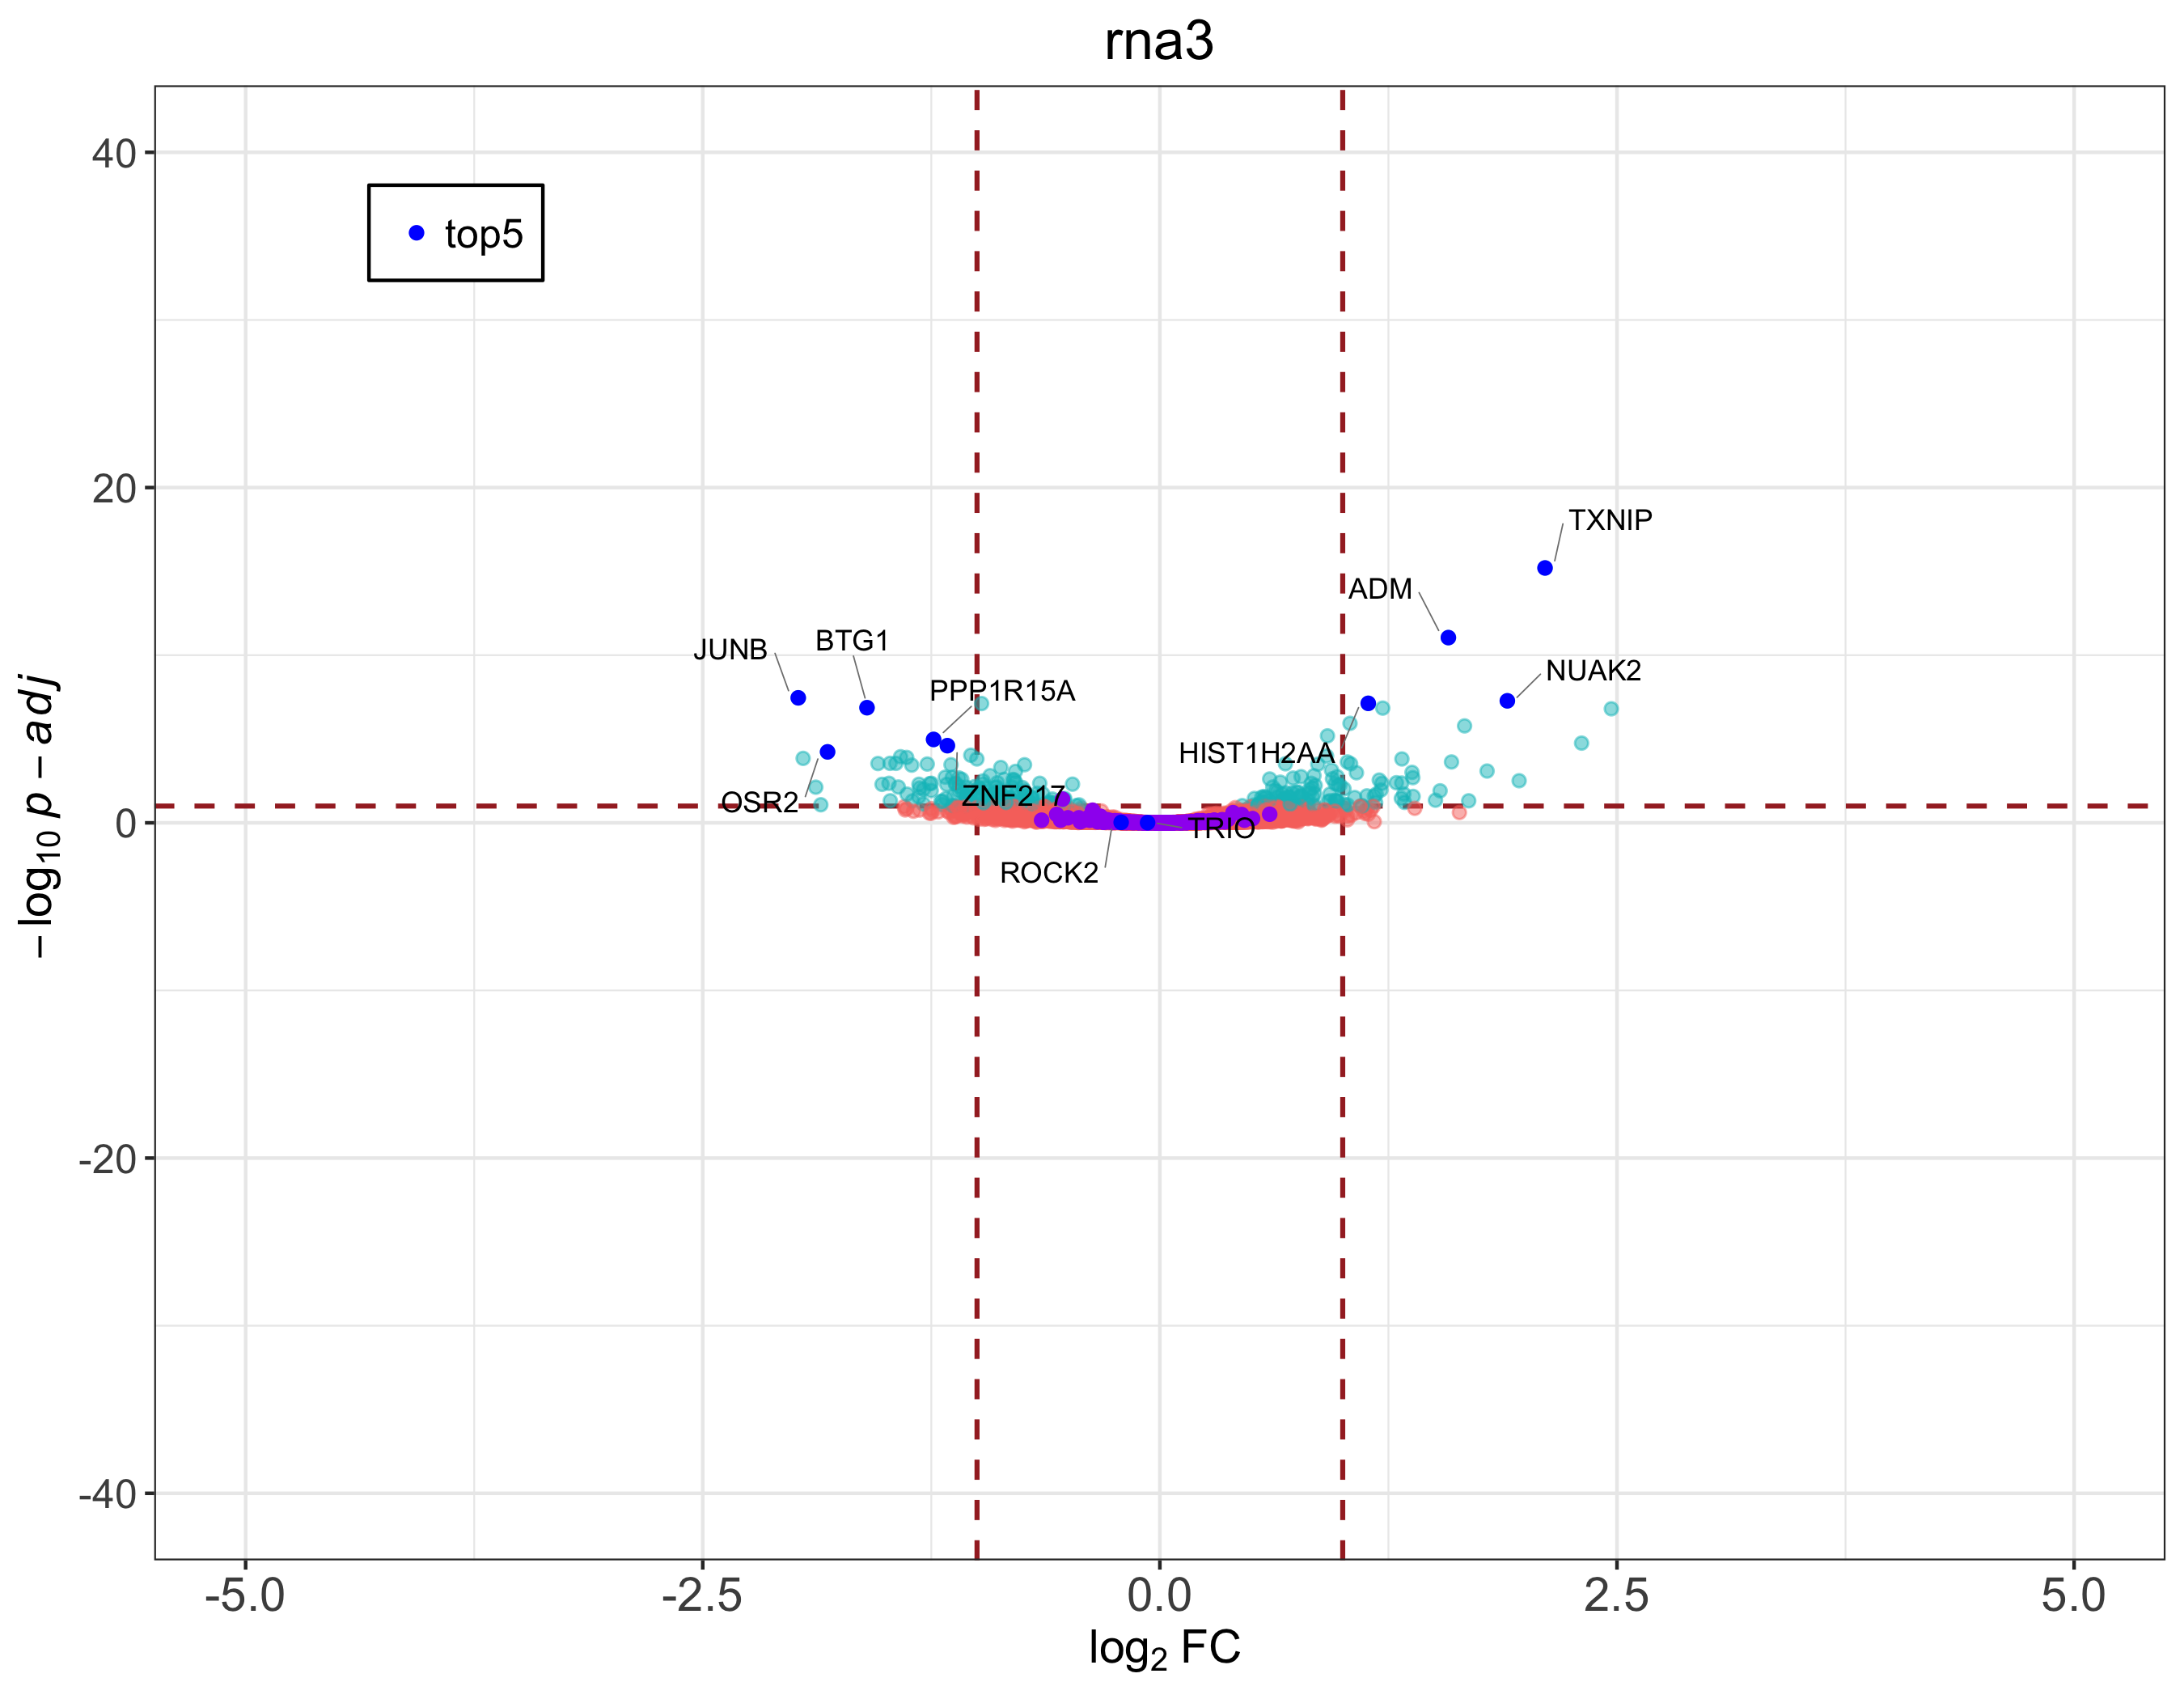 rna3
40
top5
20
TXNIP
ADM
JUNB
BTG1
NUAK2
PPP1R15A
HIST1H2AA
OSR2
ZNF217
0
TRIO
ROCK2
-20
-40
−log10 p − adj
-5.0 -2.5 0.0 2.5 5.0
log2 FC